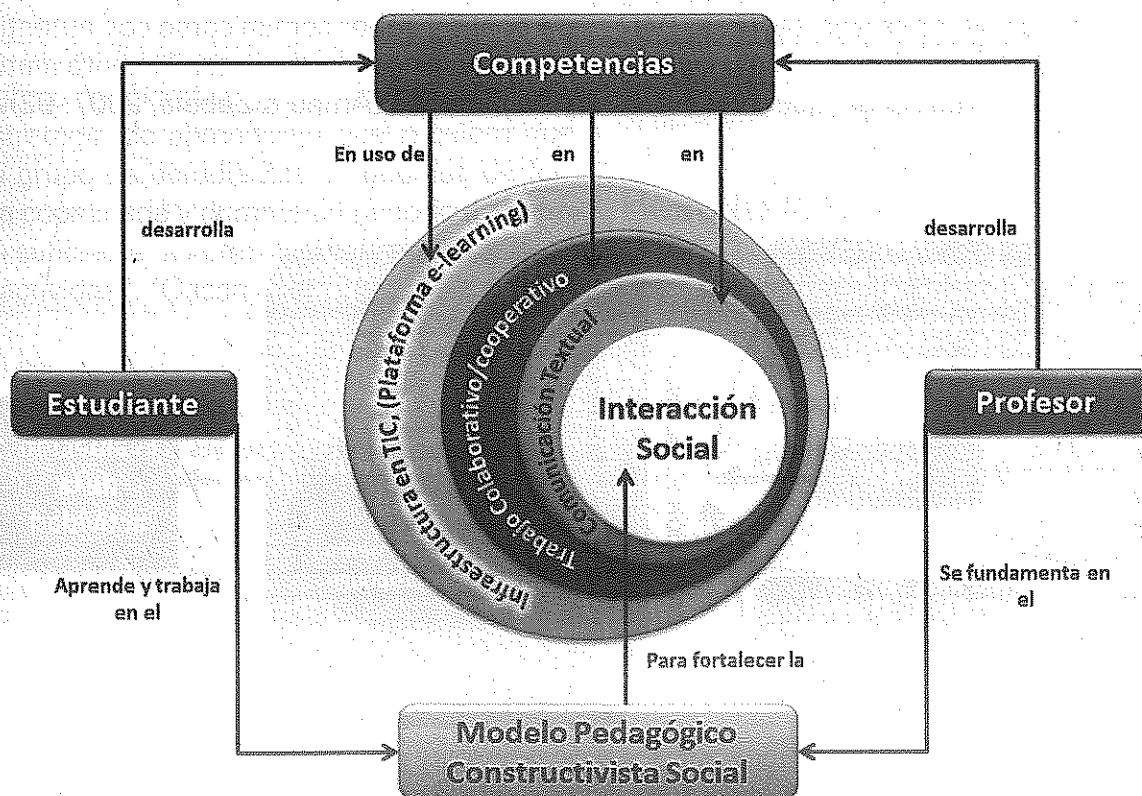 Competencias
En uso de
en
en
desarrolla
desarrolla
Infraestructura en TIC, (Plataforma e-learning)
Trabajo Colaborativo/cooperativo
Comunicación Textual
Interacción
Social
Estudiante
Profesor
Aprende y trabaja
en el
Se fundamenta en
el
Para fortalecer la
Modelo Pedagógico
Constructivista Social